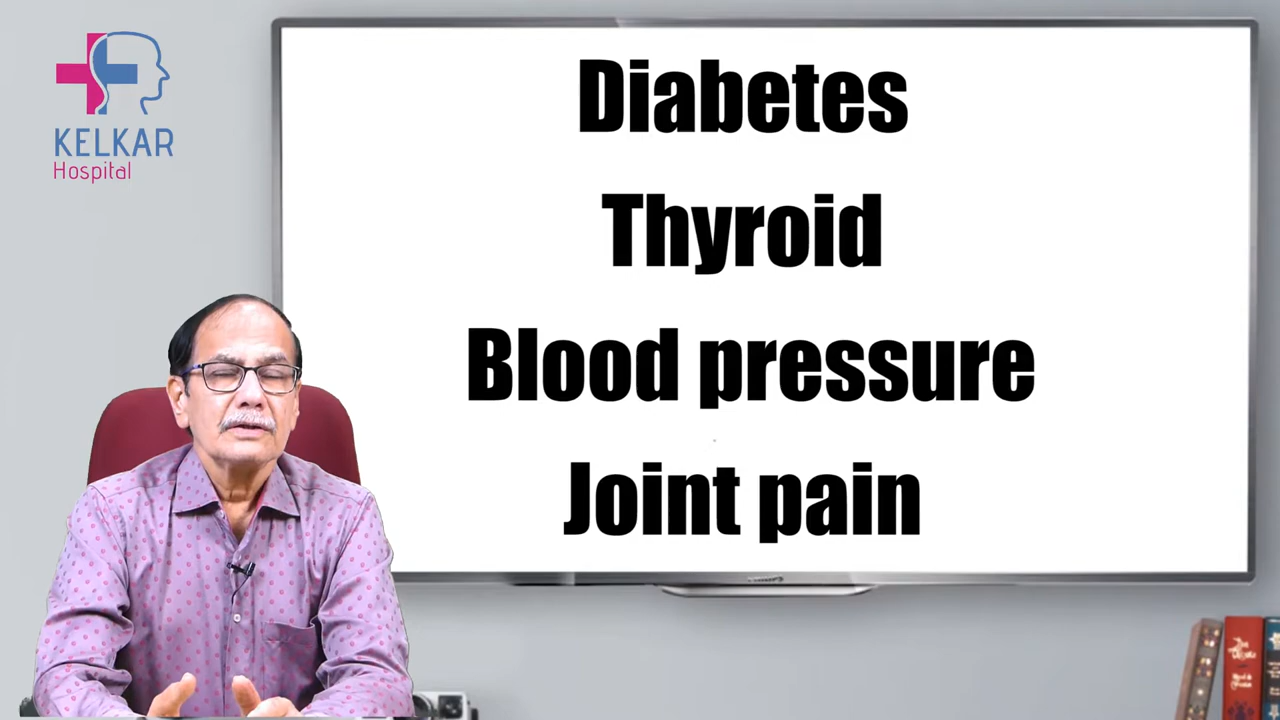 KELKAR
Hospital
Diabetes
Thyroid
Blood pressure
Joint pain